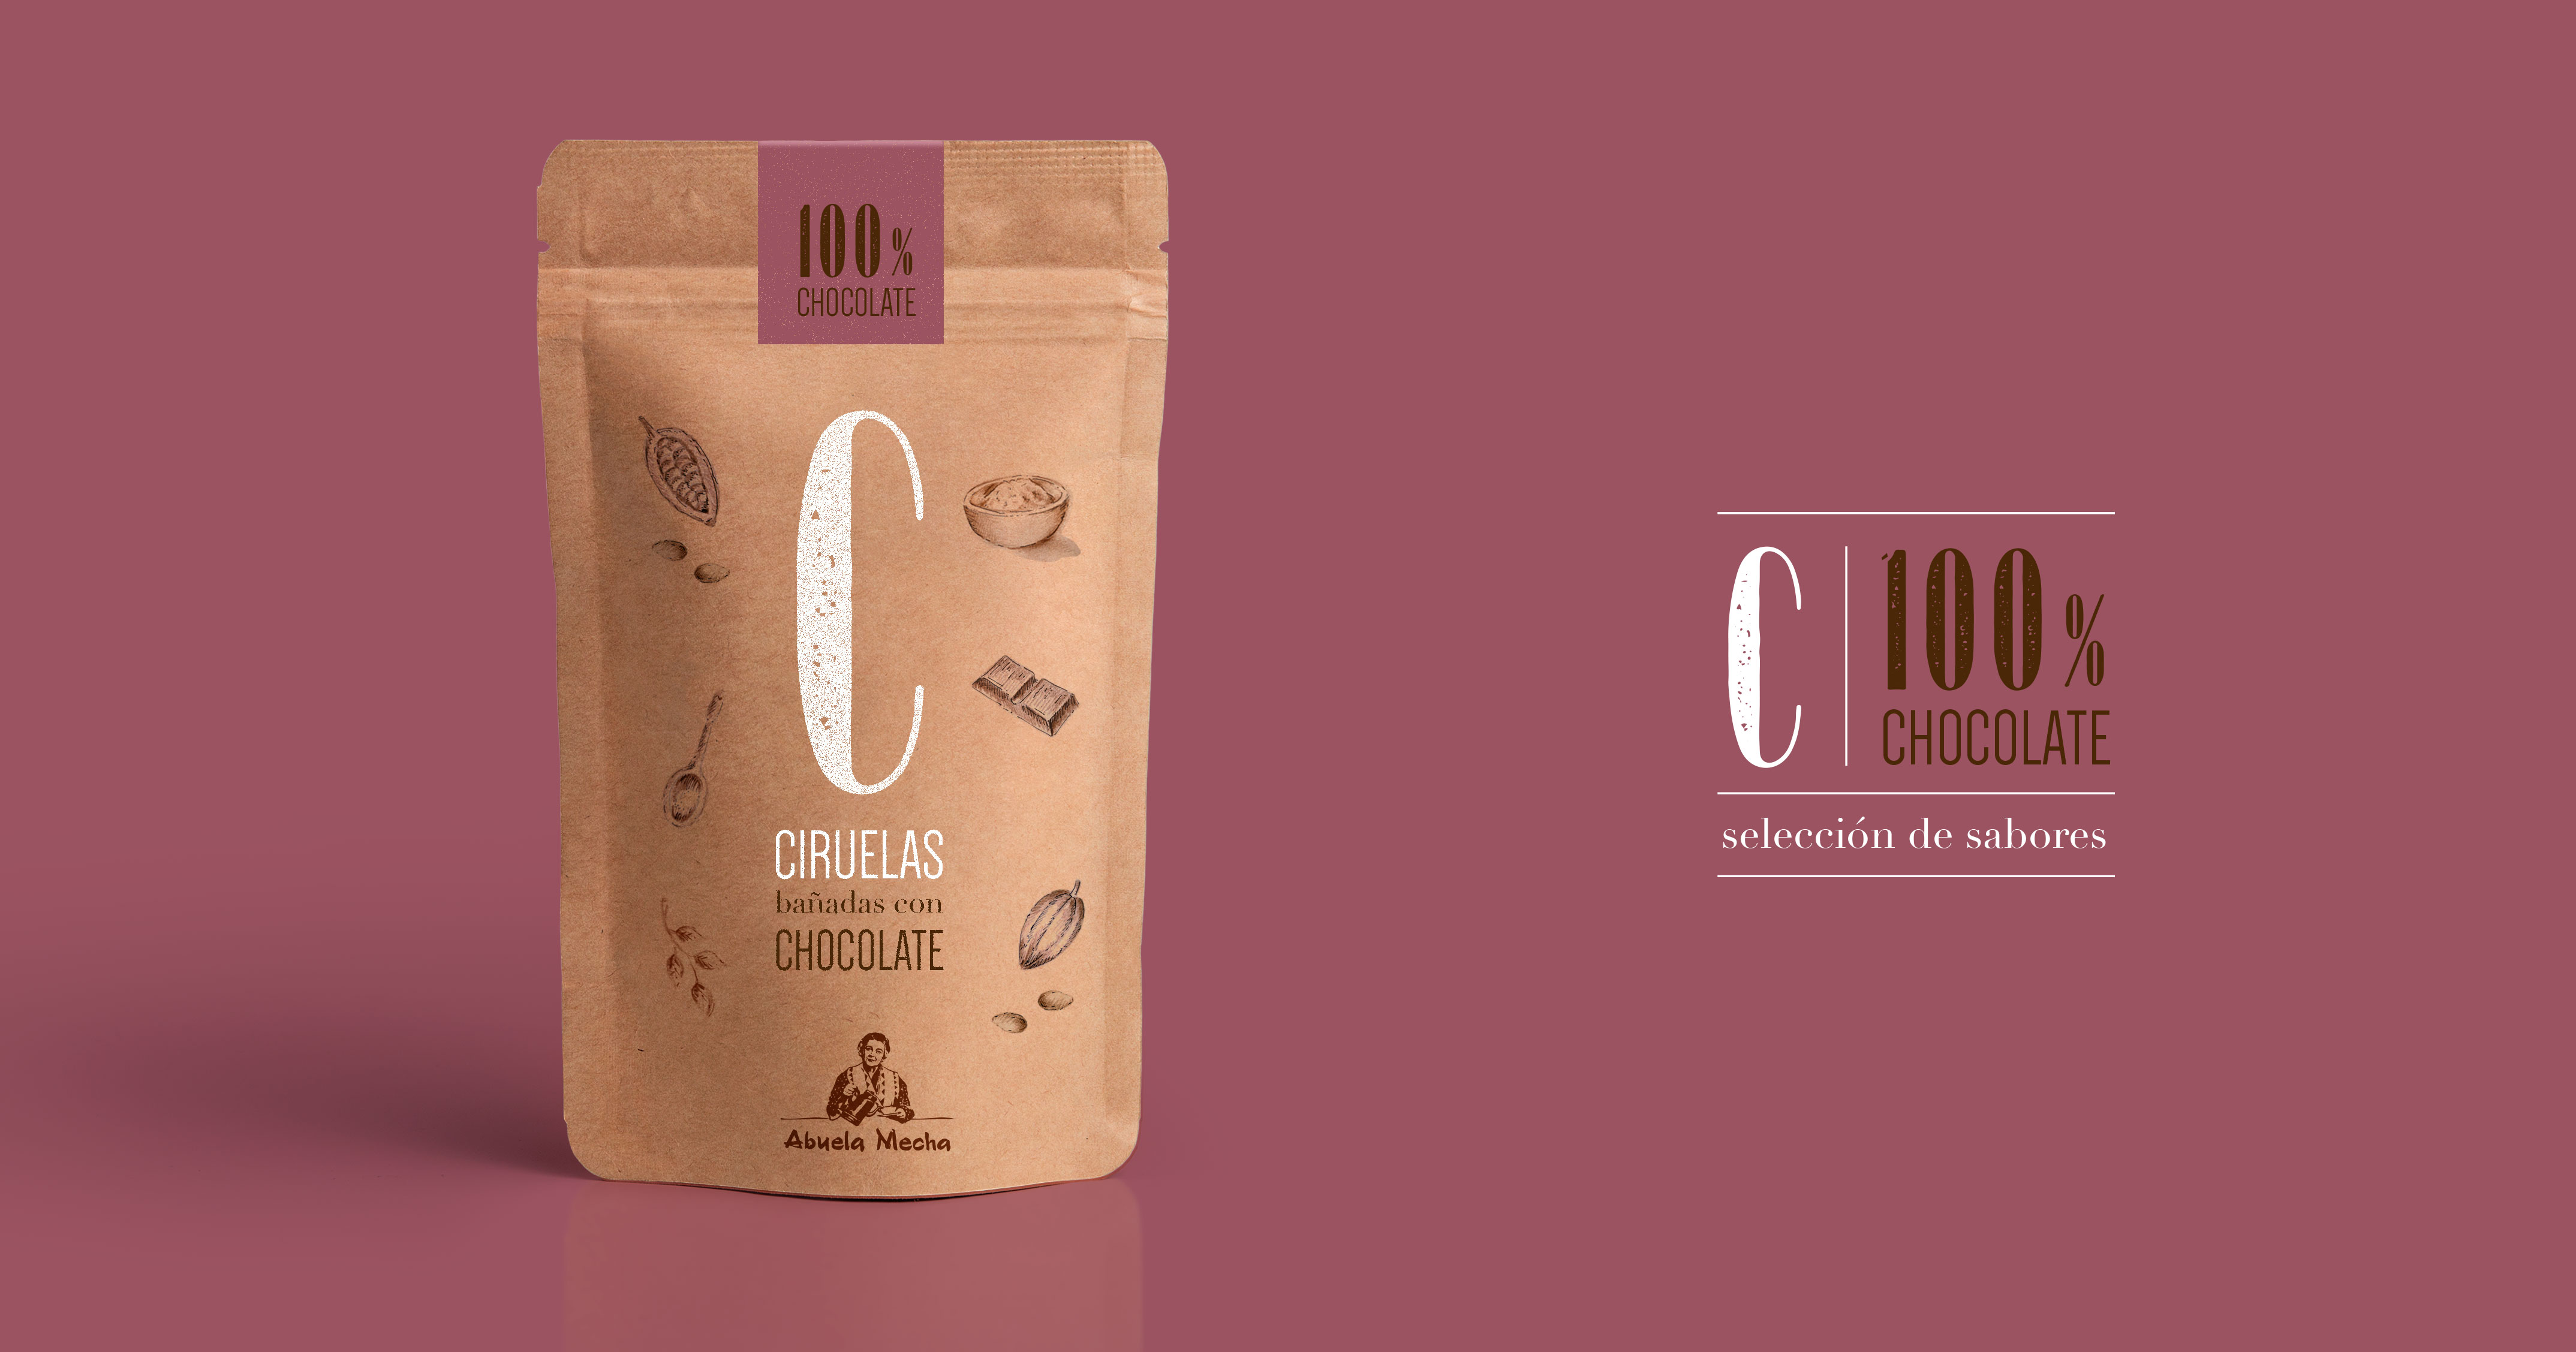 100%
CHOCOLATE
C
CIRUELAS
bañadas con
CHOCOLATE
Abuela Mecha
C
100%
CHOCOLATE
selección de sabores